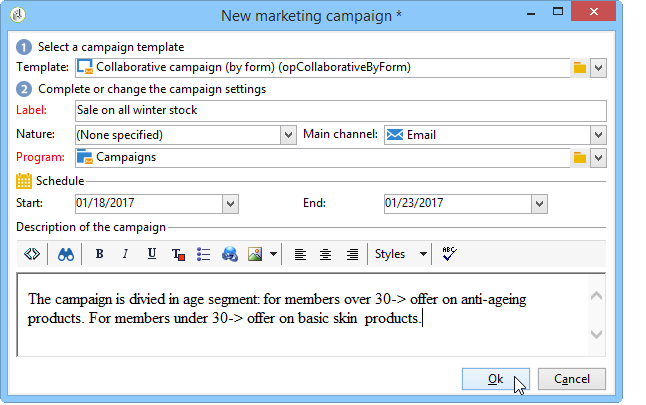 New marketing campaign *
1 Select a campaign template
Template: Collaborative campaign (by form) (opCollaborativeByForm)
2 Complete or change the campaign settings
Label: Sale on all winter stock
Nature: (None specified) Main channel: Email
Program: Campaigns
Schedule
Start: 01/18/2017 End: 01/23/2017
Description of the campaign
B I U T Styles ABC
The campaign is divied in age segment: for members over 30-> offer on anti-ageing
products. For members under 30-> offer on basic skin  products.
Ok Cancel